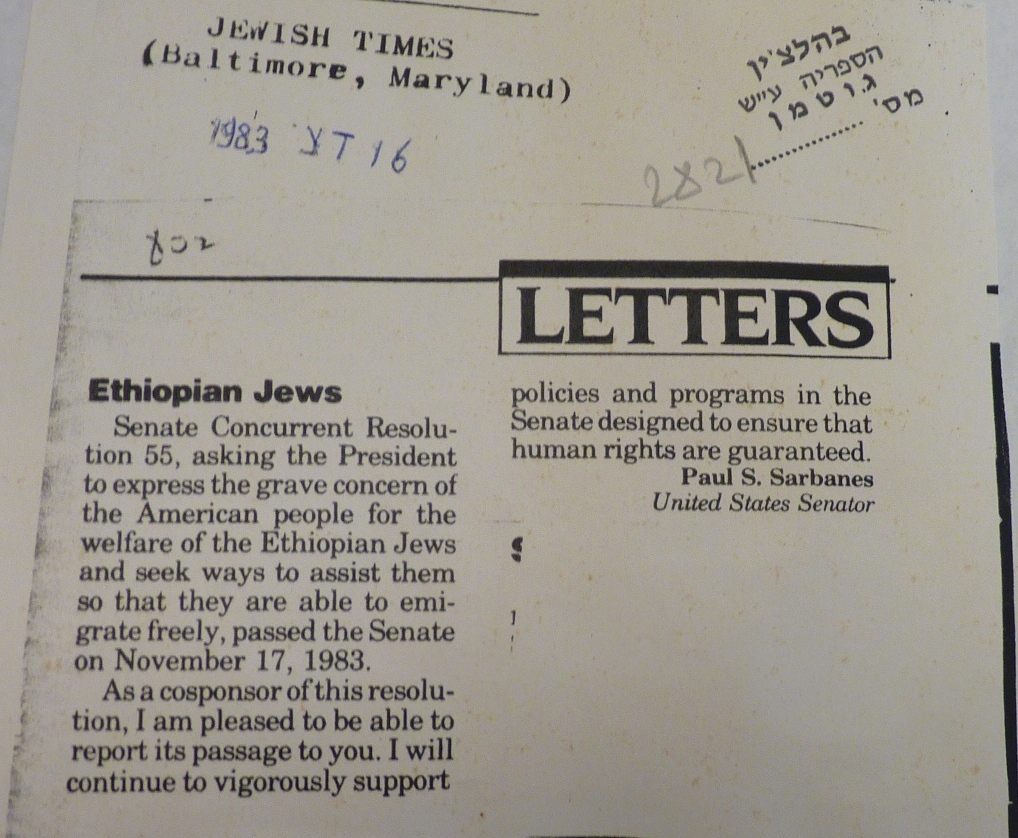 JEWISH TIMES
(Baltimore, Maryland)
1983 16
בהלצ״ין
הספריה ע״ש
ג.ו ט מ ן
מס'
2821
802
LETTERS
Ethiopian Jews
Senate Concurrent Resolu-
tion 55, asking the President
to express the grave concern of
the American people for the
welfare of the Ethiopian Jews
and seek ways to assist them
so that they are able to emi-
grate freely, passed the Senate
on November 17, 1983.
As a cosponsor of this resolu-
tion, I am pleased to be able to
report its passage to you. I will
continue to vigorously support
policies and programs in the
Senate designed to ensure that
human rights are guaranteed.
Paul S. Sarbanes
United States Senator